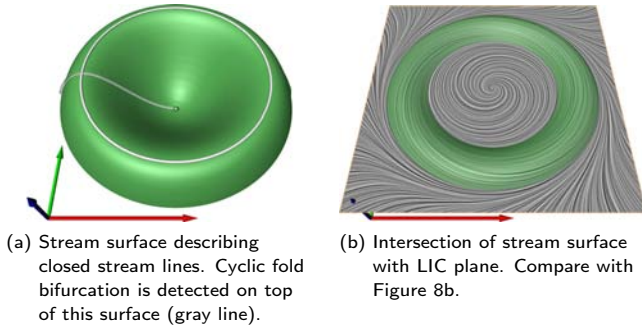 (a) Stream surface describing
closed stream lines. Cyclic fold
bifurcation is detected on top
of this surface (gray line).
(b) Intersection of stream surface
with LIC plane. Compare with
Figure 8b.